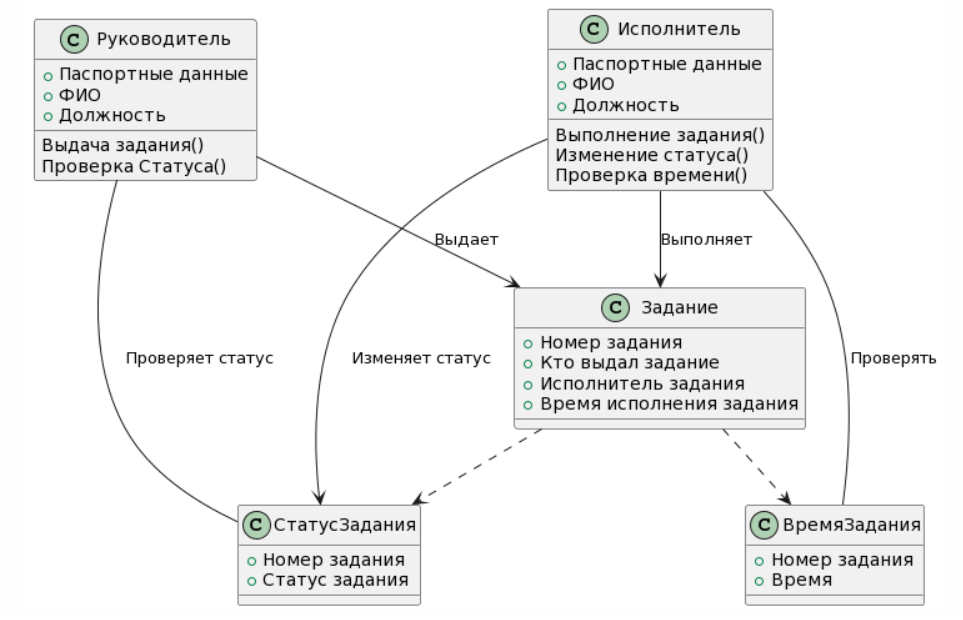 C Руководитель
Паспортные данные
ФИО
Должность
Выдача задания()
Проверка Статуса()
C Исполнитель
Паспортные данные
ФИО
Должность
Выполнение задания()
Изменение статуса()
Проверка времени()
Выдает
Выполняет
C Задание
Номер задания
Кто выдал задание
Исполнитель задания
Время исполнения задания
Проверяет статус
Изменяет статус
Проверять
C СтатусЗадания
Номер задания
Статус задания
C ВремяЗадания
Номер задания
Время